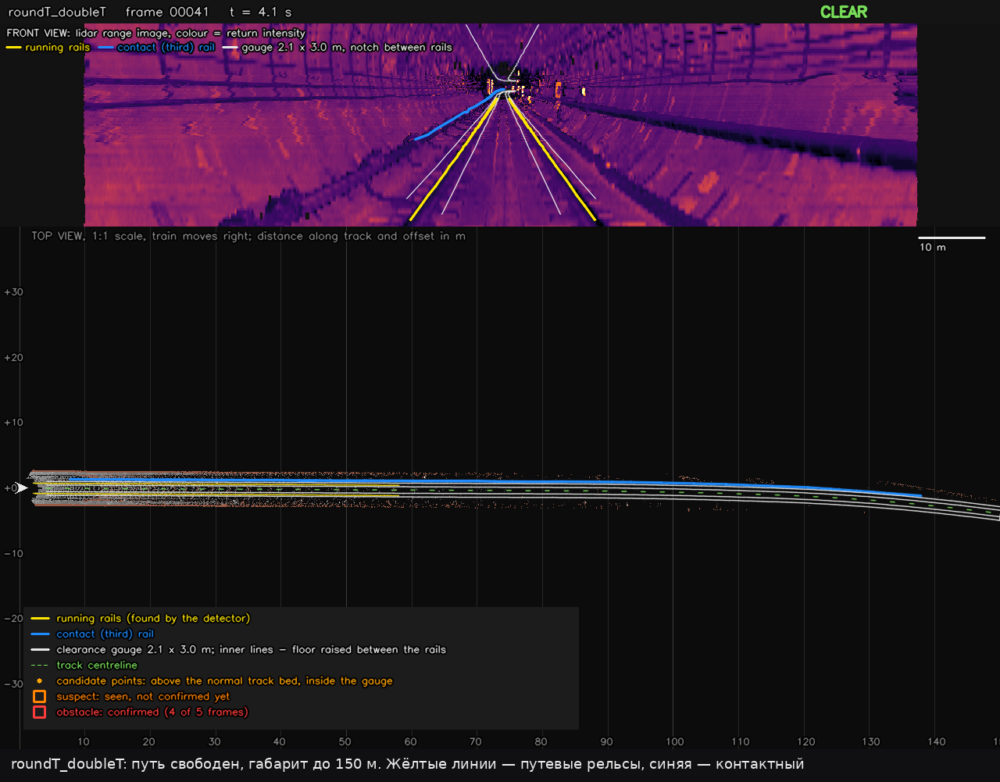 roundT_doubleT frame 00041 t = 4.1 s CLEAR
FRONT VIEW: lidar range image, colour = return intensity
running rails contact (third) rail gauge 2.1 x 3.0 m, notch between rails
TOP VIEW, 1:1 scale, train moves right; distance along track and offset in m
10 m
+30
+20
+10
+0
−10
−20
−30
running rails (found by the detector)
contact (third) rail
clearance gauge 2.1 x 3.0 m; inner lines − floor raised between the rails
track centreline
candidate points: above the normal track bed, inside the gauge
suspect: seen, not confirmed yet
obstacle: confirmed (4 of 5 frames)
10 20 30 40 50 60 70 80 90 100 110 120 130 140
roundT_doubleT: путь свободен, габарит до 150 м. Жёлтые линии — путевые рельсы, синяя — контактный